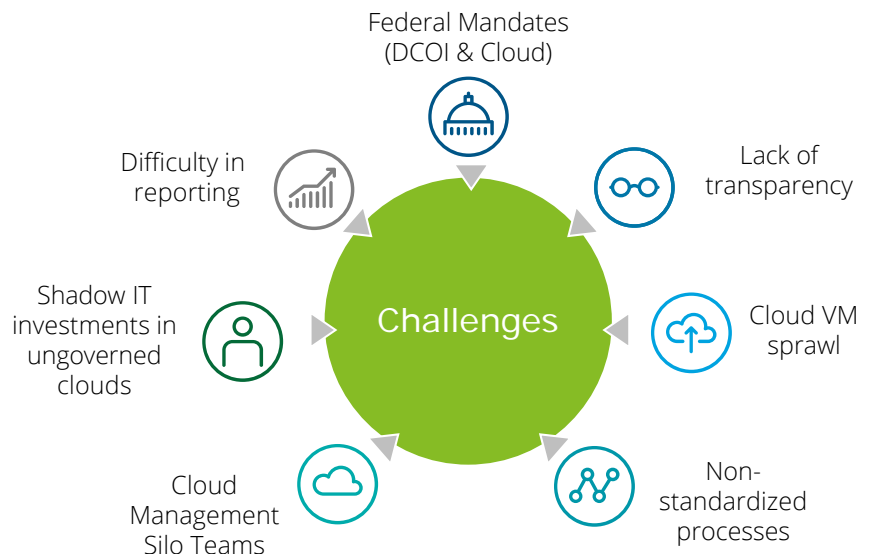 Federal Mandates
(DCOI & Cloud)
Difficulty in
reporting
Lack of
transparency
Shadow IT
investments in
ungoverned
clouds
Challenges
Cloud VM
sprawl
Cloud
Management
Silo Teams
Non-
standardized
processes